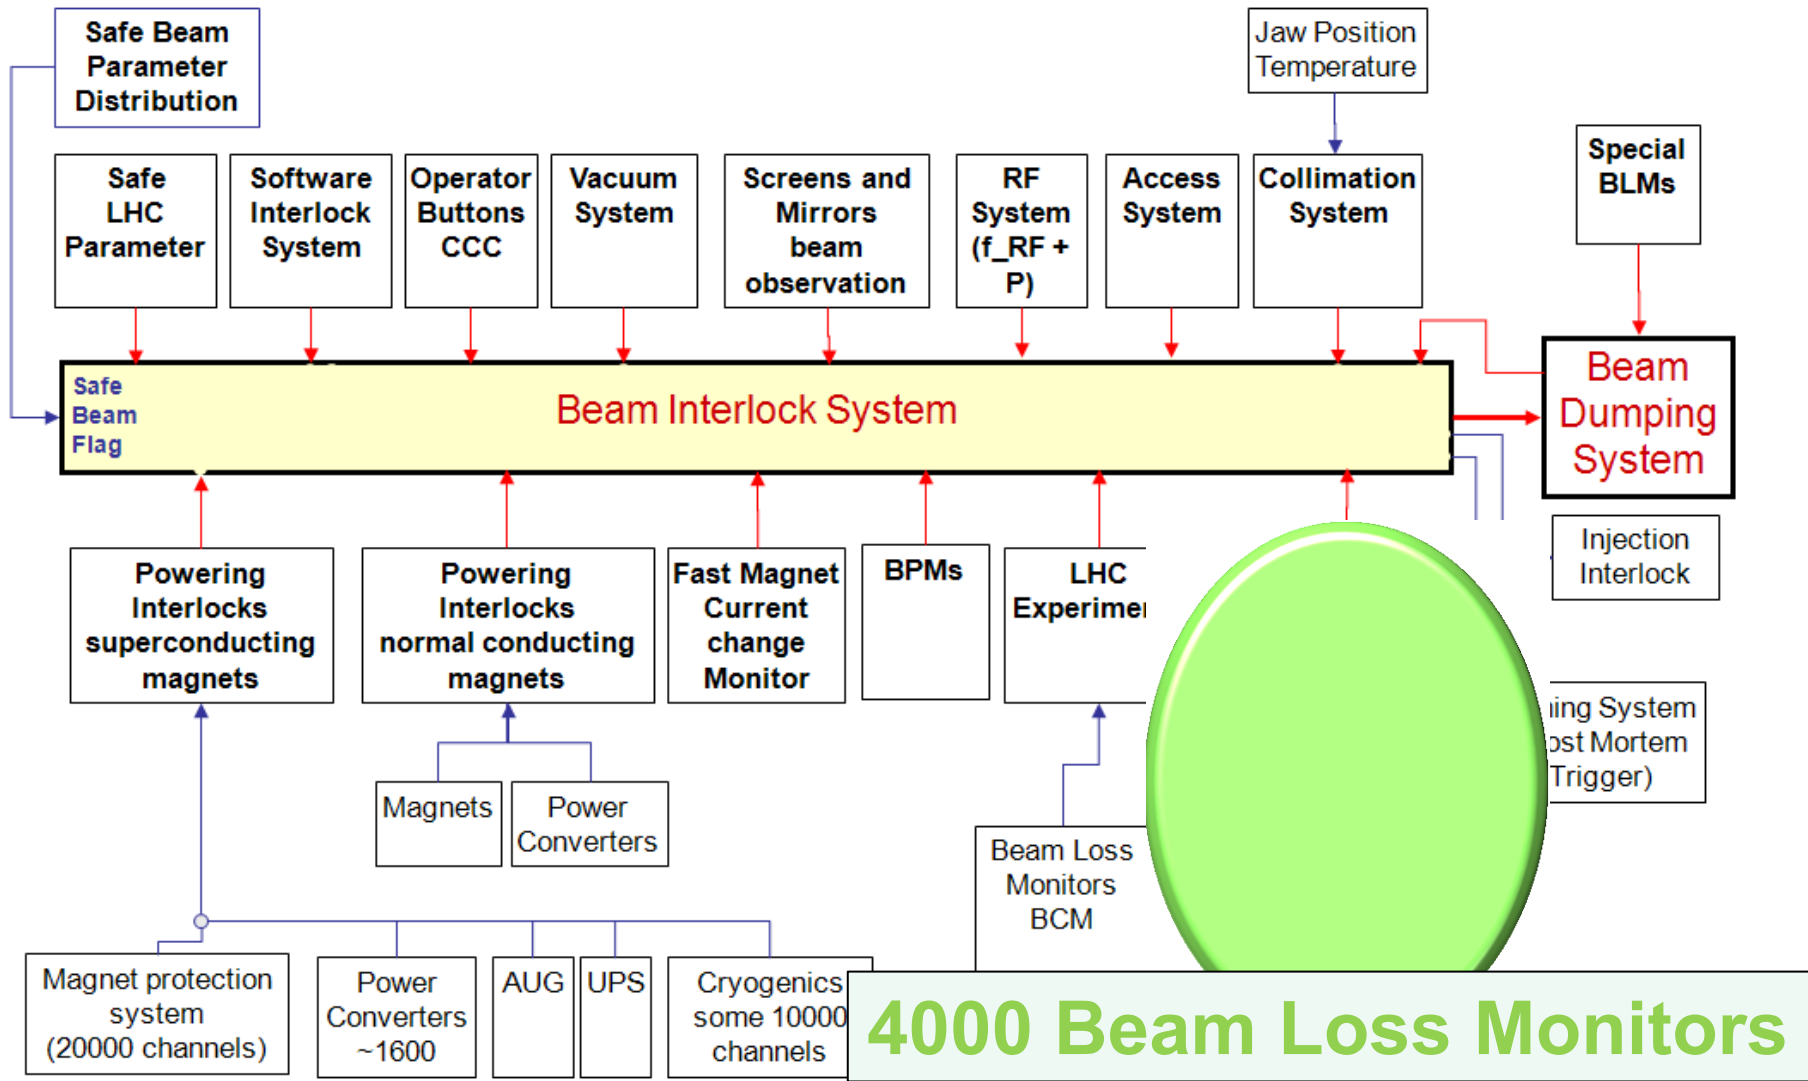 Safe Beam
Parameter
Distribution
Jaw Position
Temperature
Safe
LHC
Parameter
Software
Interlock
System
Operator
Buttons
CCC
Vacuum
System
Screens and
Mirrors
beam
observation
RF
System
(f_RF +
P)
Access
System
Collimation
System
Special
BLMs
Safe
Beam
Flag
Beam Interlock System
Beam
Dumping
System
Powering
Interlocks
superconducting
magnets
Powering
Interlocks
normal conducting
magnets
Fast Magnet
Current
change
Monitor
BPMs
LHC
Injection
Interlock
System
Mortem
Trigger)
Magnets
Power
Converters
Beam Loss
Monitors
BCM
Magnet protection
system
(20000 channels)
Power
Converters
~1600
AUG
UPS
Cryogenics
some 10000
channels
4000 Beam Loss Monitors